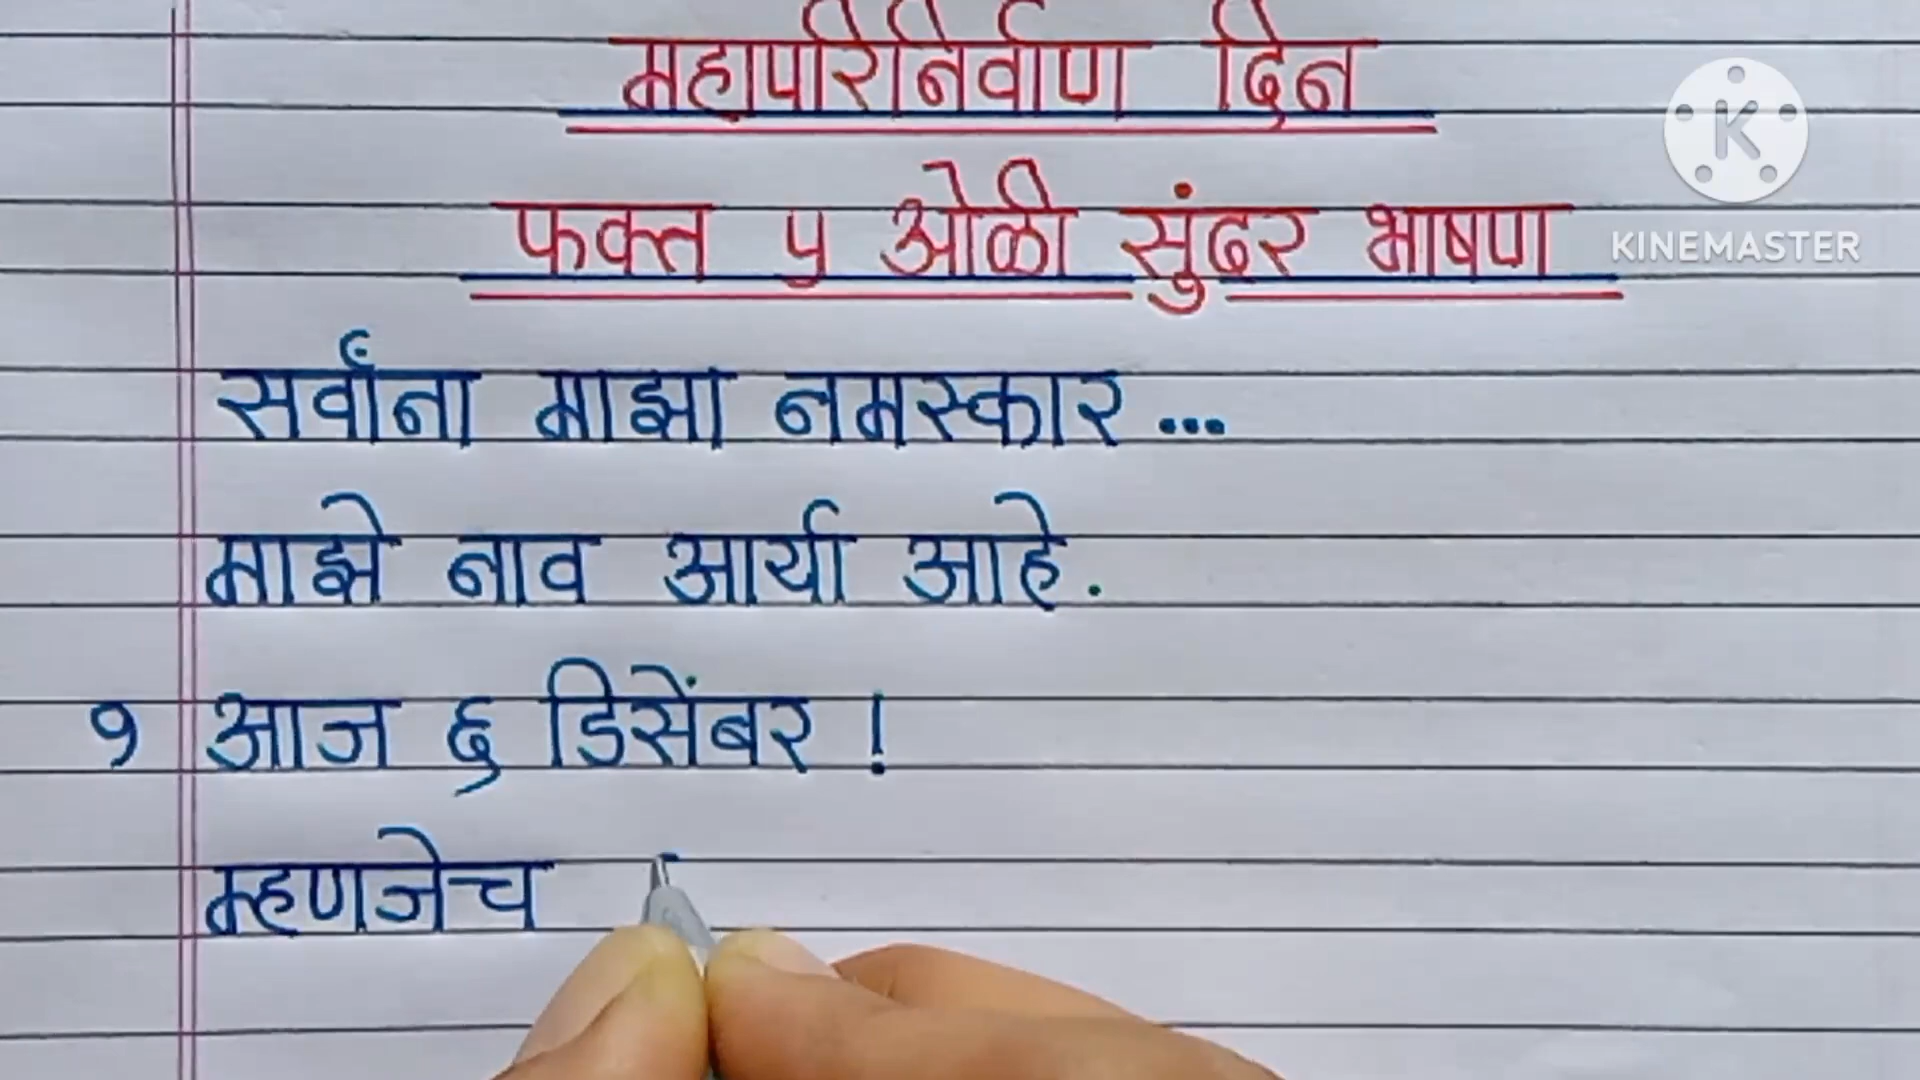 महापरिनिर्वाण दिन
फक्त ५ ओळी सुंदर भाषण
सर्वांना माझा नमस्कार...
माझे नाव आर्या आहे.
१ आज ६ डिसेंबर !
म्हणजेच
KINEMASTER